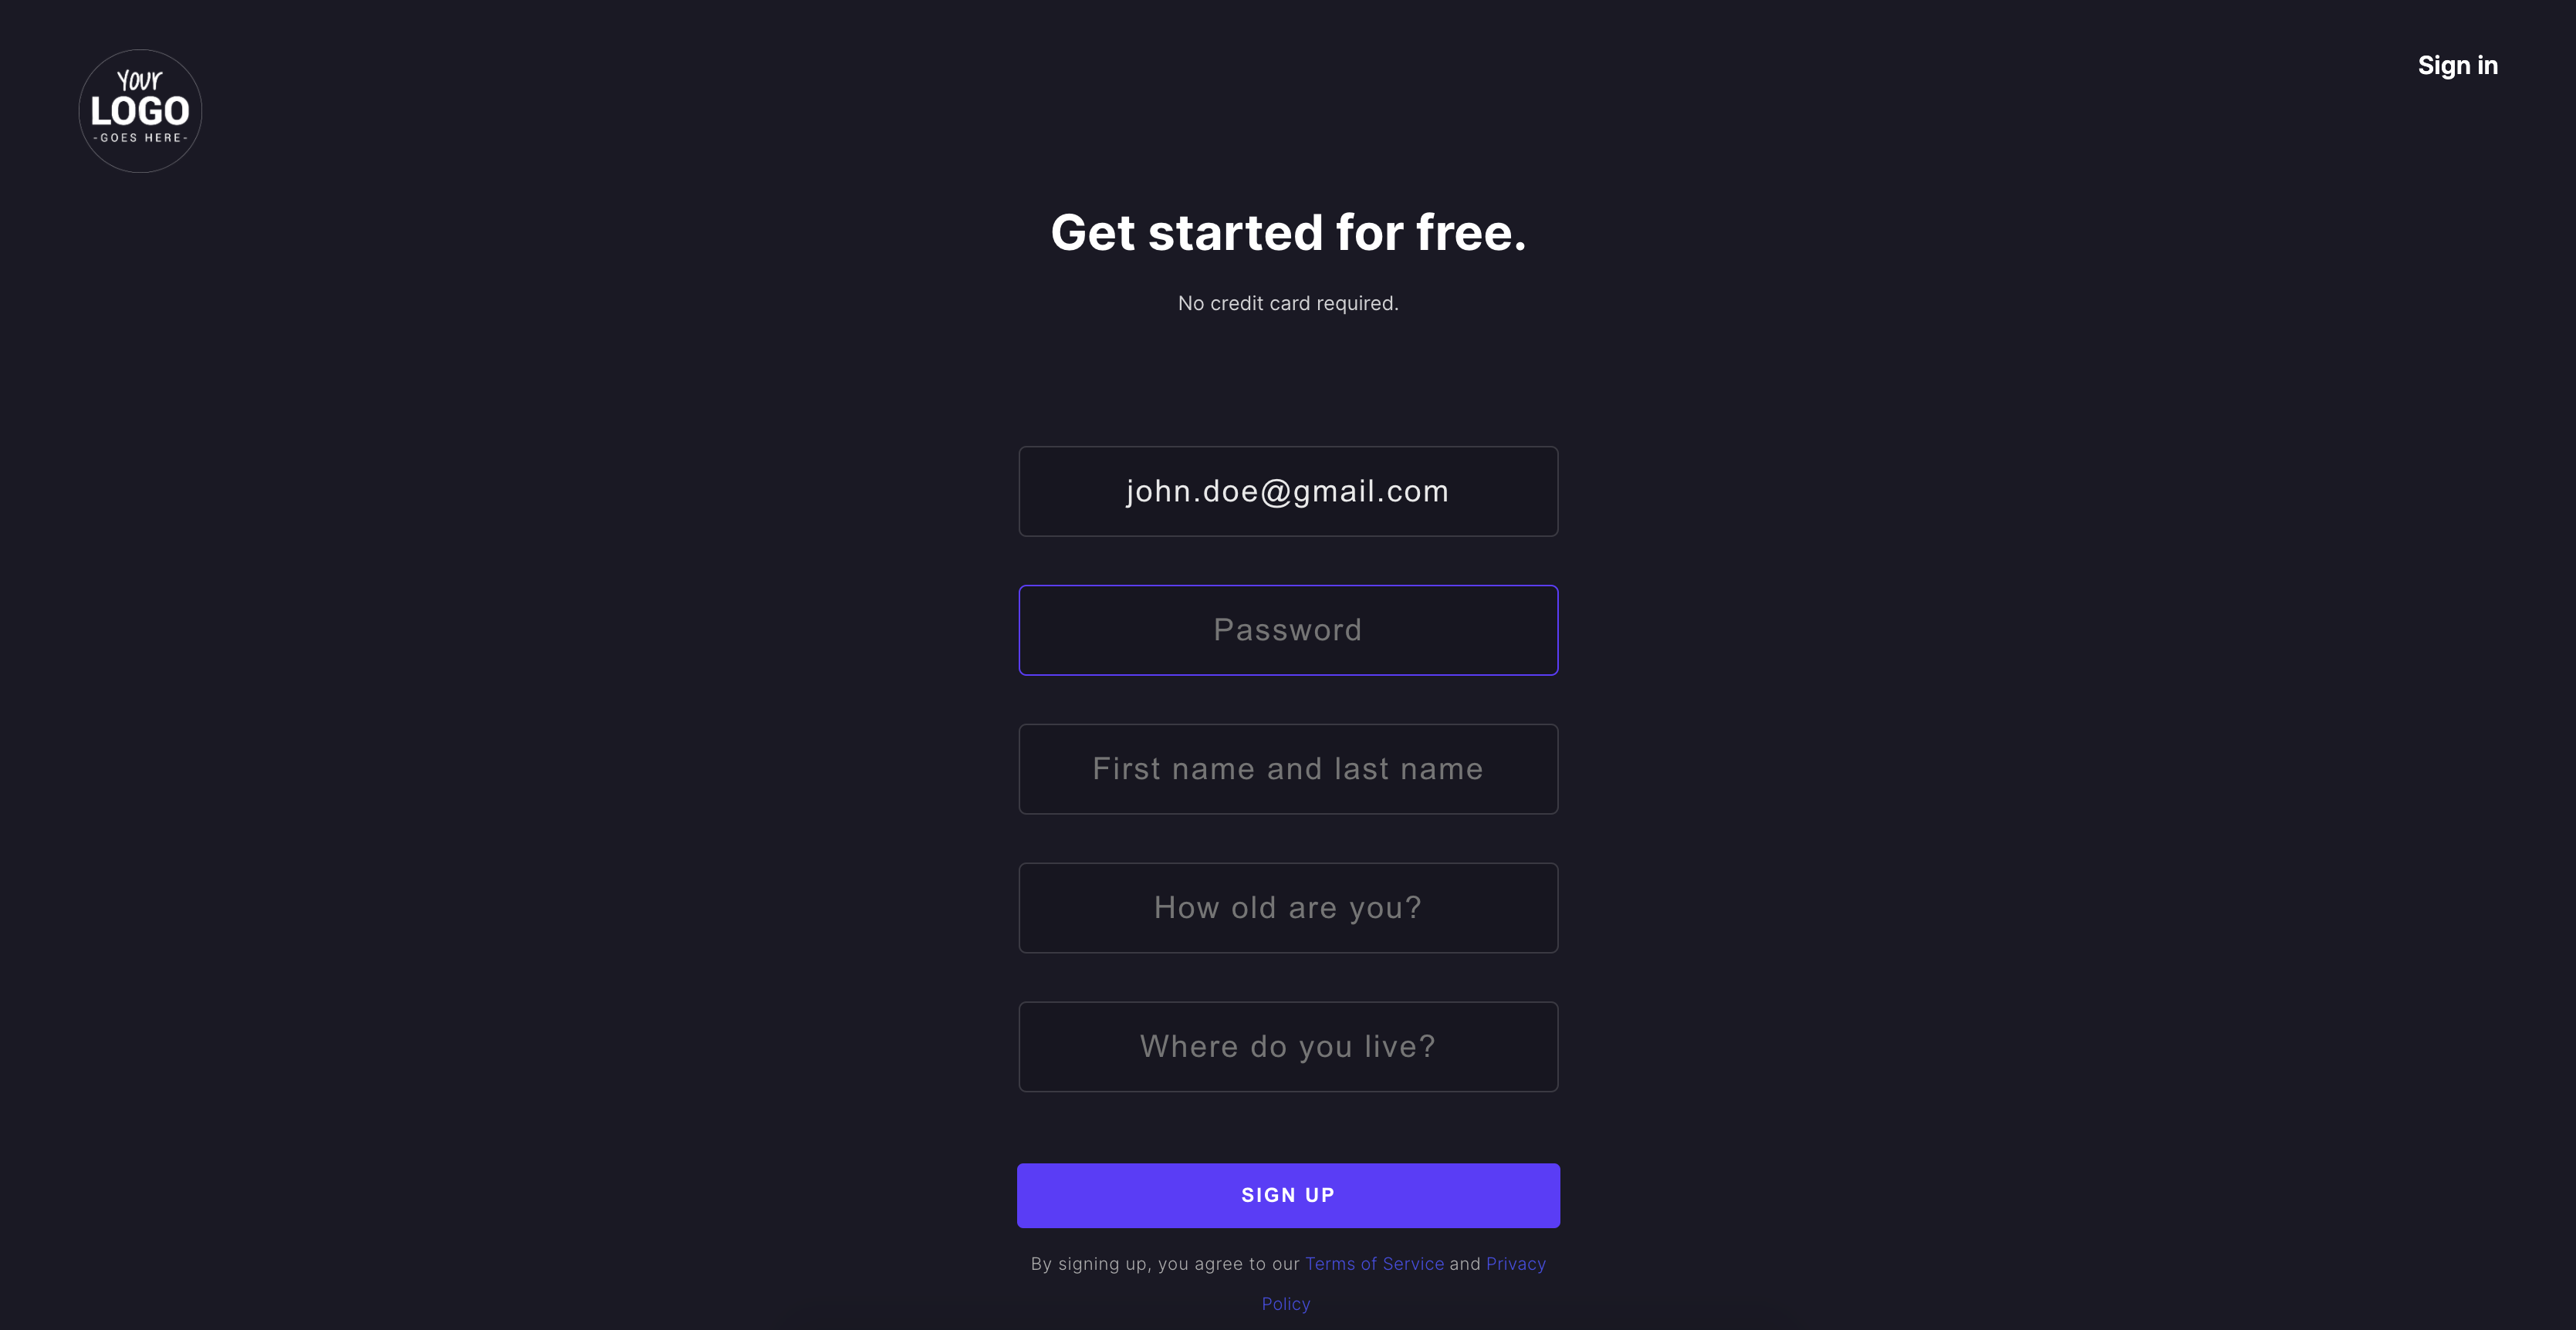 YOUR
LOGO
-GOES HERE-
Sign in
Get started for free.
No credit card required.
john.doe@gmail.com
Password
First name and last name
How old are you?
Where do you live?
SIGN UP
By signing up, you agree to our Terms of Service and Privacy
Policy